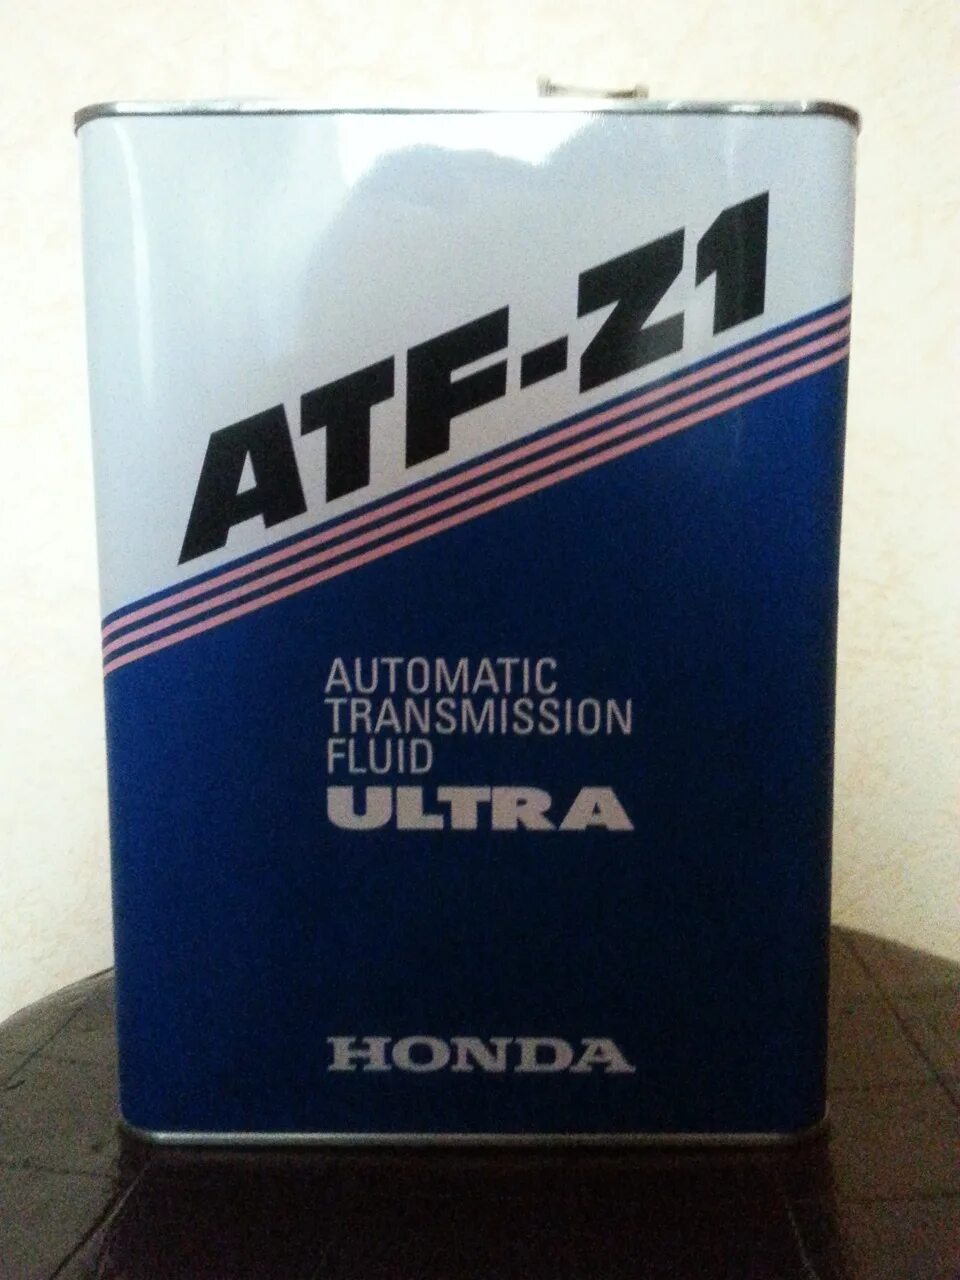 ATF-Z1
AUTOMATIC
TRANSMISSION
FLUID
ULTRA
HONDA